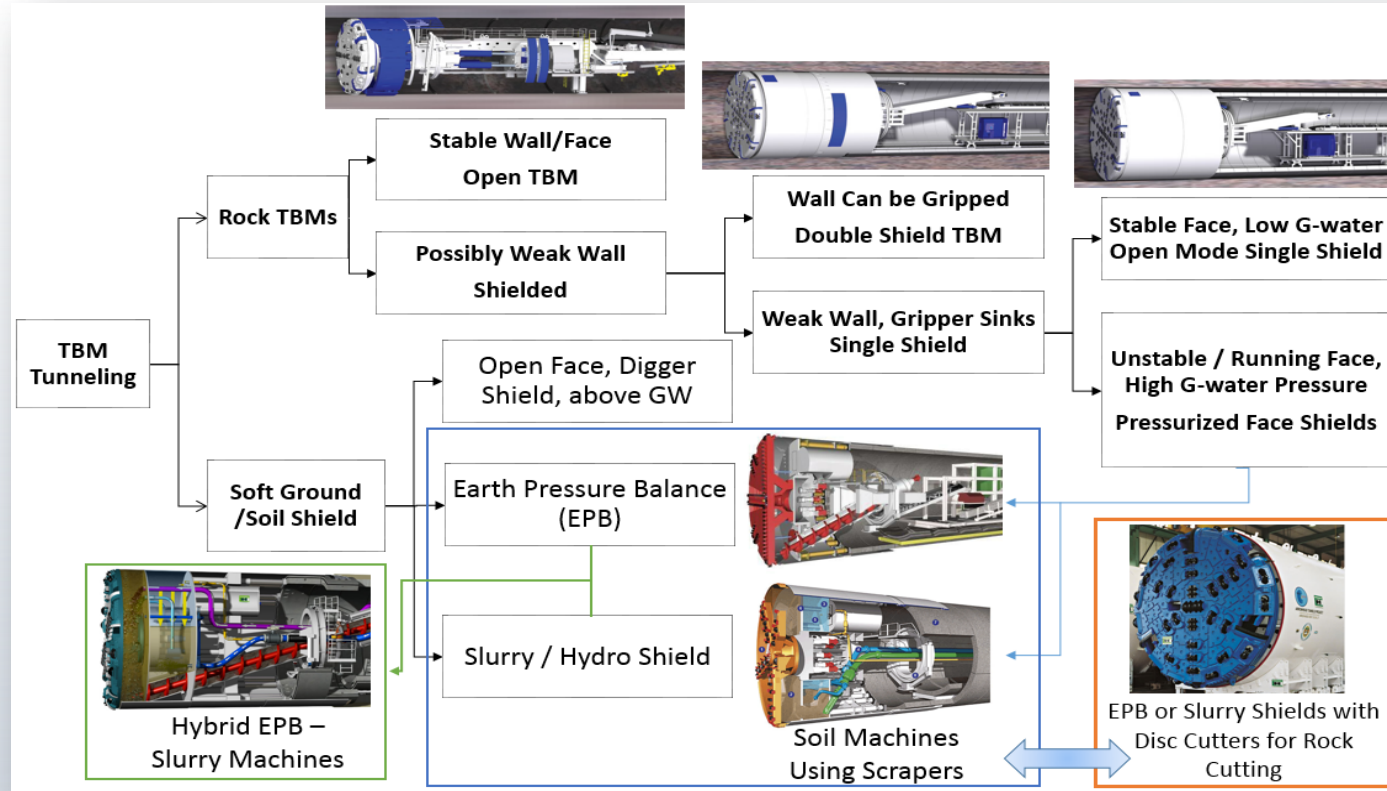 Stable Wall/Face
Open TBM
Rock TBMs
Possibly Weak Wall
Shielded
Wall Can be Gripped
Double Shield TBM
Weak Wall, Gripper Sinks
Single Shield
Stable Face, Low G-water
Open Mode Single Shield
Unstable / Running Face,
High G-water Pressure
Pressurized Face Shields
TBM
Tunneling
Open Face, Digger
Shield, above GW
Soft Ground
/Soil Shield
Earth Pressure Balance
(EPB)
Slurry / Hydro Shield
Hybrid EPB –
Slurry Machines
Soil Machines
Using Scrapers
EPB or Slurry Shields with
Disc Cutters for Rock
Cutting